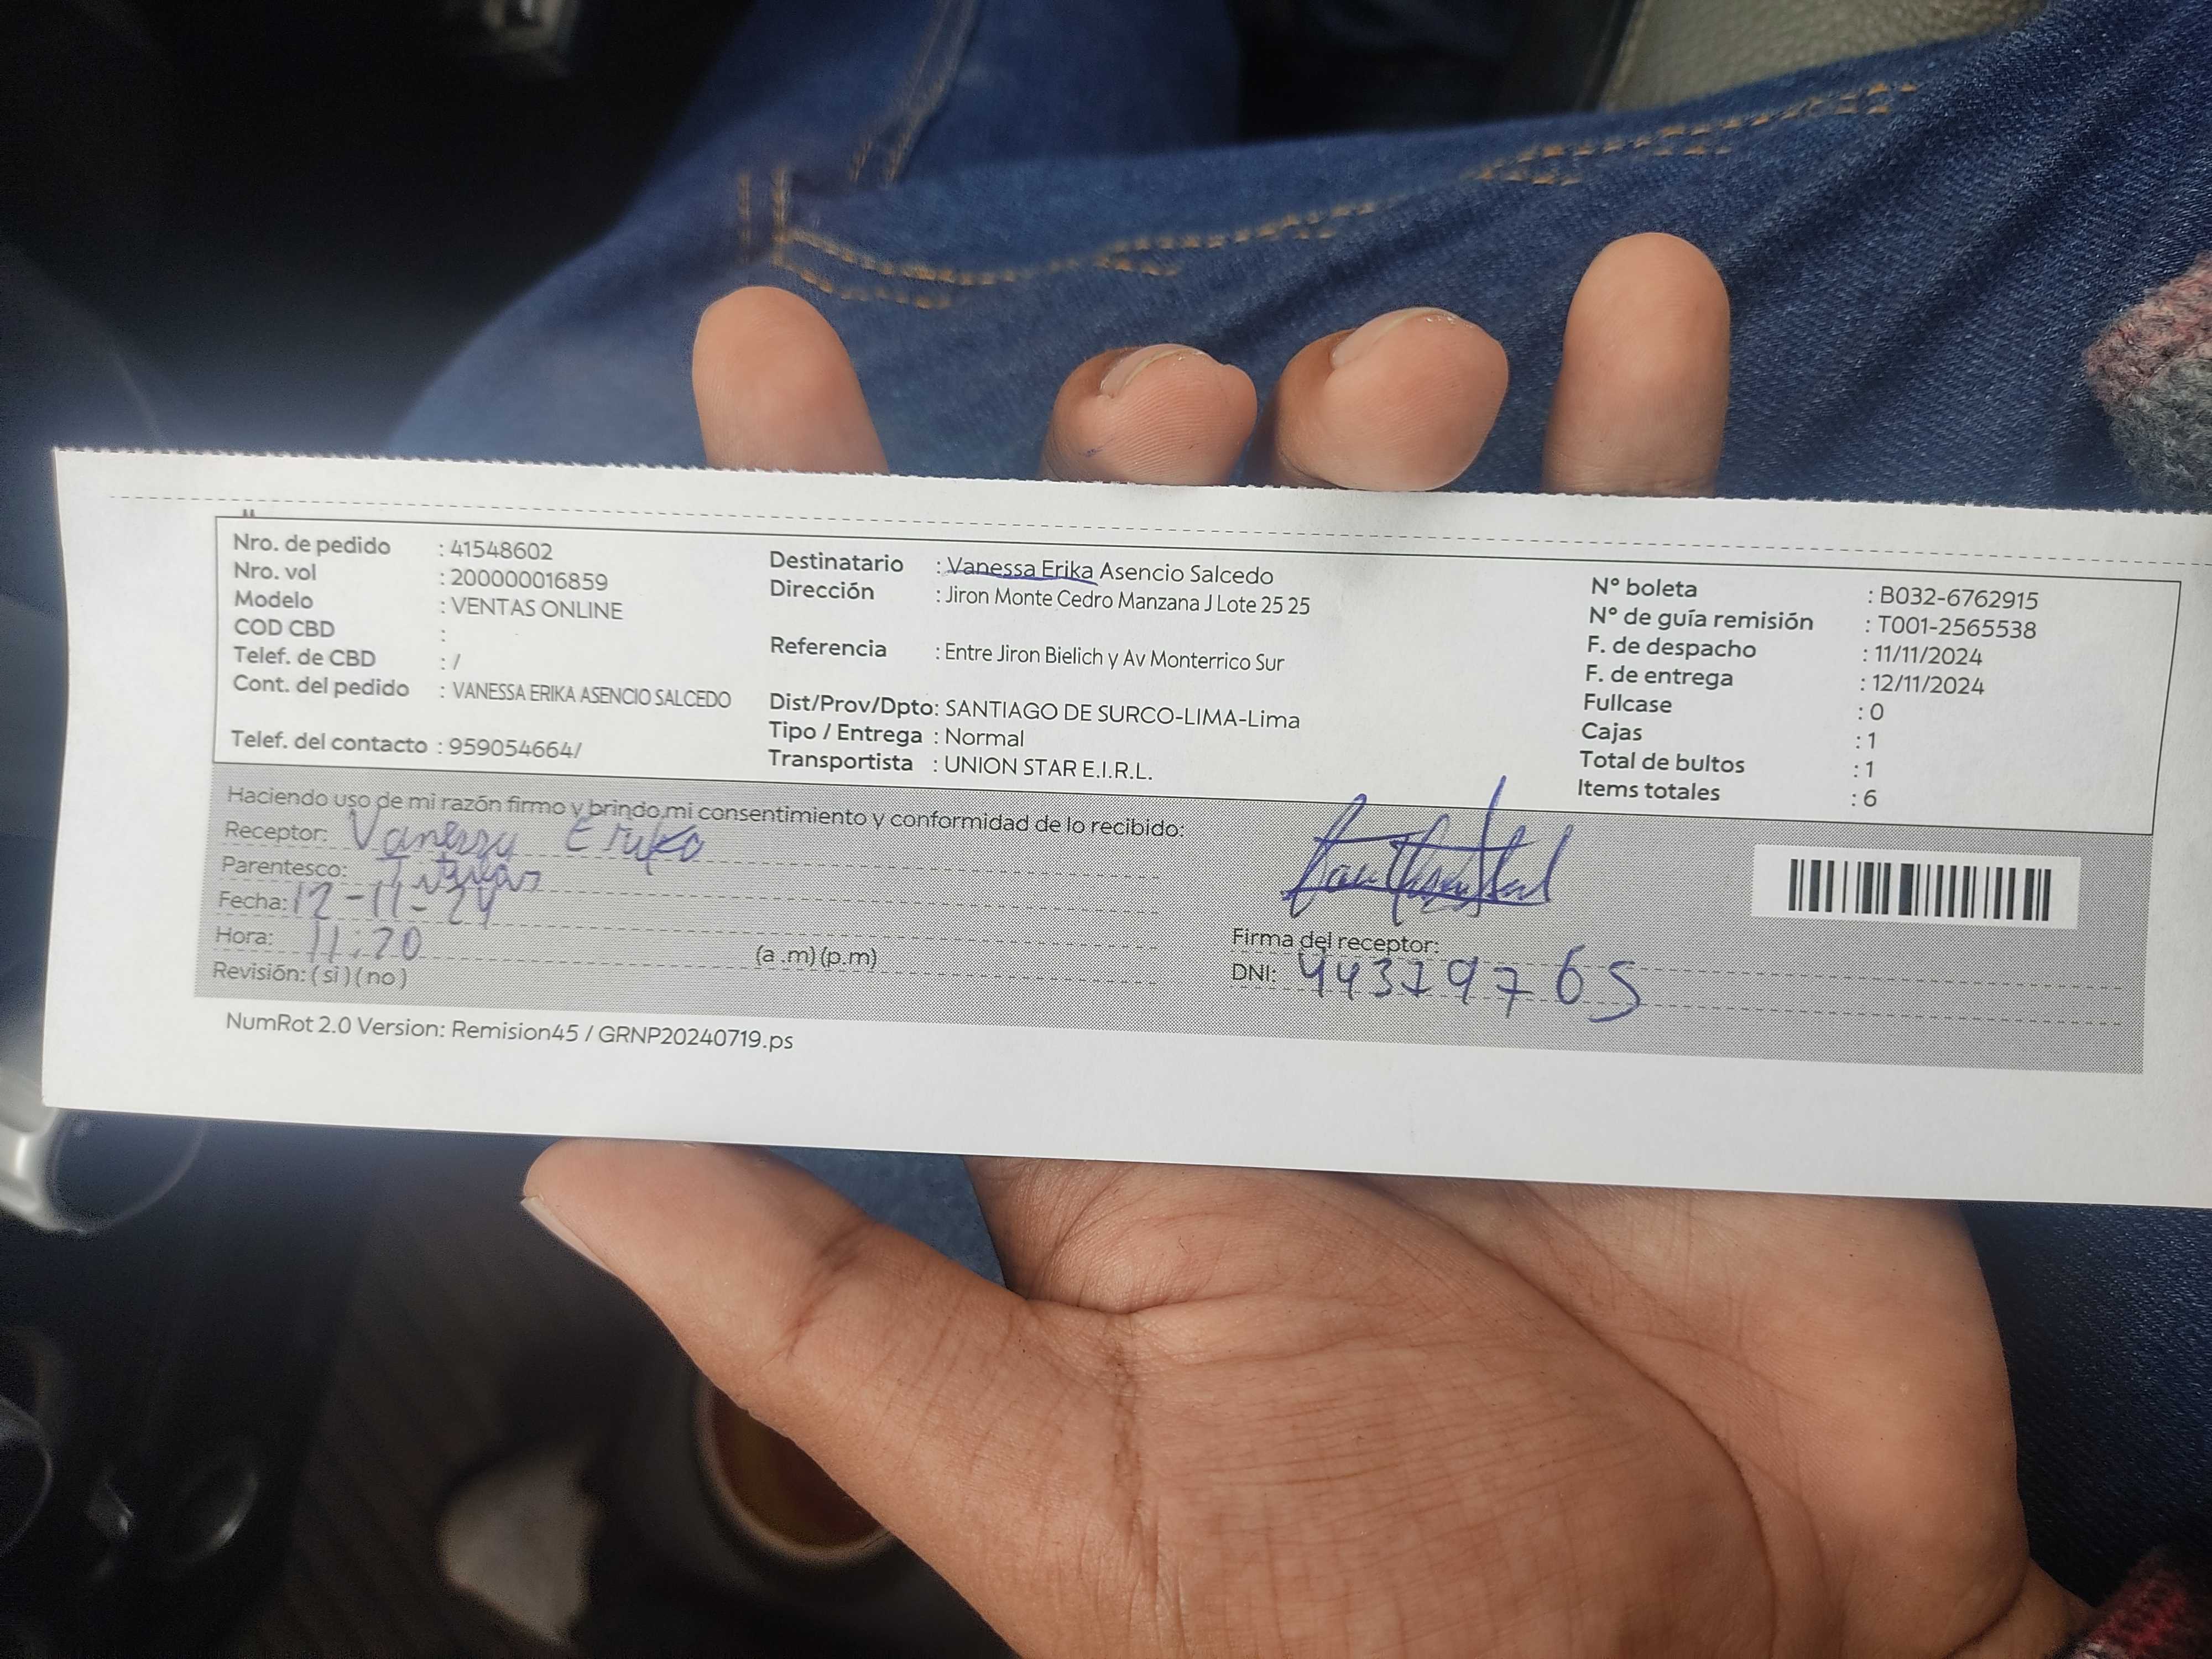 Nro. de pedido : 41548602
Nro. vol : 200000016859
Modelo : VENTAS ONLINE
COD CBD :
Telef. de CBD : /
Cont. del pedido : VANESSA ERIKA ASENCIO SALCEDO
Telef. del contacto : 959054664/
Destinatario : Vanessa Erika Asencio Salcedo
Dirección : Jiron Monte Cedro Manzana J Lote 25 25
Referencia : Entre Jiron Bielich y Av Monterrico Sur
Dist/Prov/Dpto: SANTIAGO DE SURCO-LIMA-Lima
Tipo / Entrega : Normal
Transportista : UNION STAR E.I.R.L.
N° boleta : B032-6762915
N° de guía remisión : T001-2565538
F. de despacho : 11/11/2024
F. de entrega : 12/11/2024
Fullcase : 0
Cajas : 1
Total de bultos : 1
Items totales : 6
Haciendo uso de mi razón firmo y brindo mi consentimiento y conformidad de lo recibido:
Receptor: Vanessa Erika
Parentesco:
Fecha: 12-11-24
Hora: 11:20 (a .m) (p.m)
Revisión: ( si ) ( no )
Firma del receptor:
DNI: 44319765
NumRot 2.0 Version: Remision45 / GRNP20240719.ps